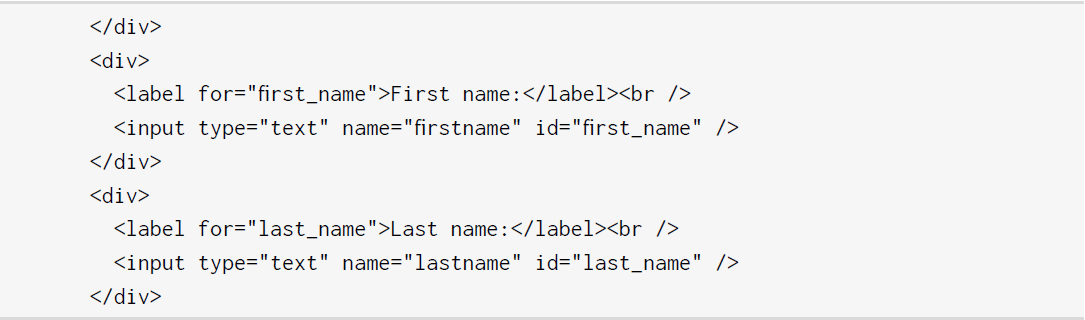 </div>
<div>
<label for="first_name">First name:</label><br />
<input type="text" name="firstname" id="first_name" />
</div>
<div>
<label for="last_name">Last name:</label><br />
<input type="text" name="lastname" id="last_name" />
</div>